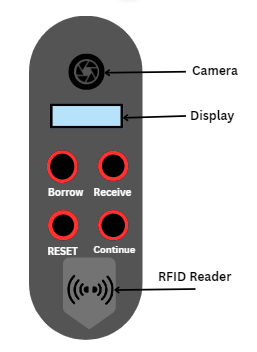 Camera
Display
Borrow Receive
RESET Continue
RFID Reader